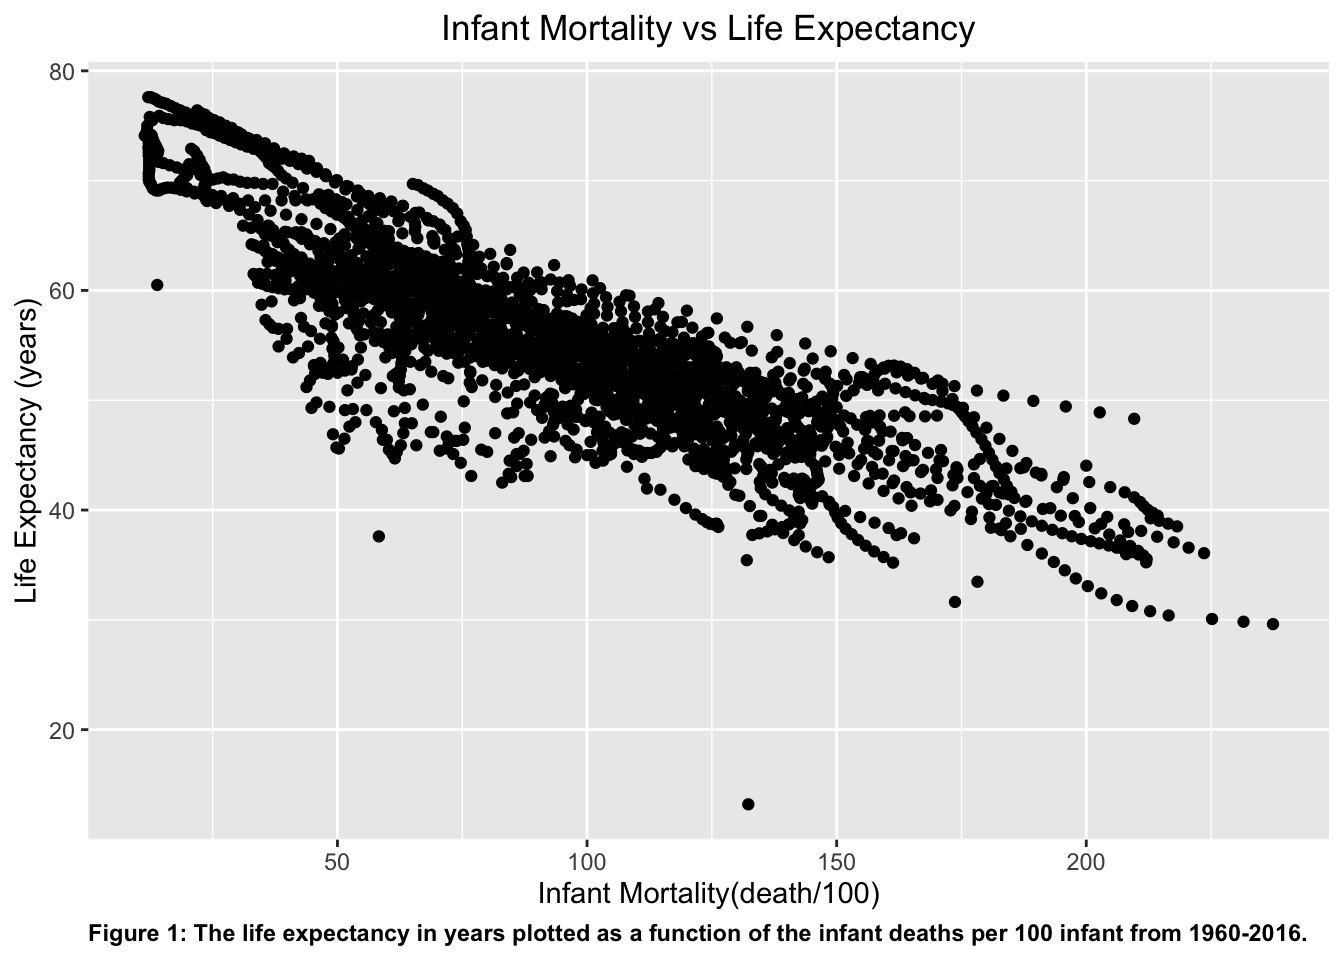 Infant Mortality vs Life Expectancy
80
60
40
20
Life Expectancy (years)
50 100 150 200
Infant Mortality(death/100)
Figure 1: The life expectancy in years plotted as a function of the infant deaths per 100 infant from 1960-2016.